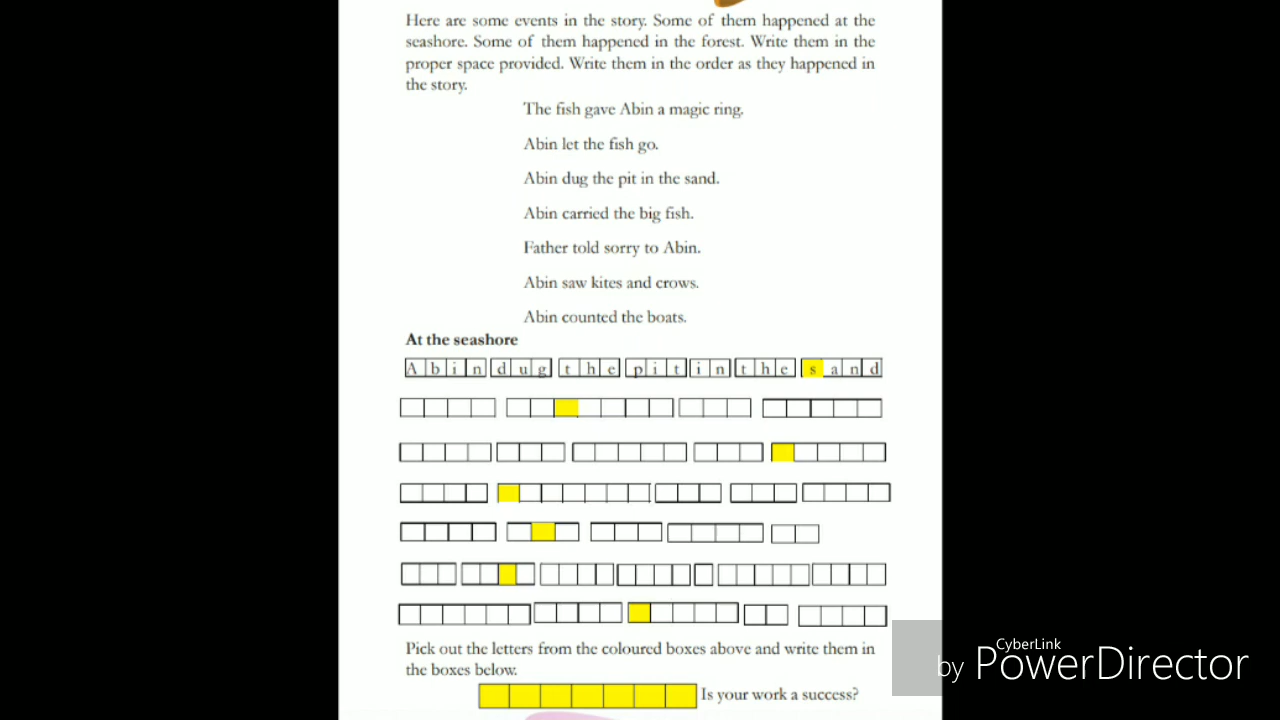 Here are some events in the story. Some of them happened at the
seashore. Some of them happened in the forest. Write them in the
proper space provided. Write them in the order as they happened in
the story.
The fish gave Abin a magic ring.
Abin let the fish go.
Abin dug the pit in the sand.
Abin carried the big fish.
Father told sorry to Abin.
Abin saw kites and crows.
Abin counted the boats.
At the seashore
Abin dug the pit in the sand
Pick out the letters from the coloured boxes above and write them in
the boxes below.
Is your work a success?
CyberLink
by PowerDirector